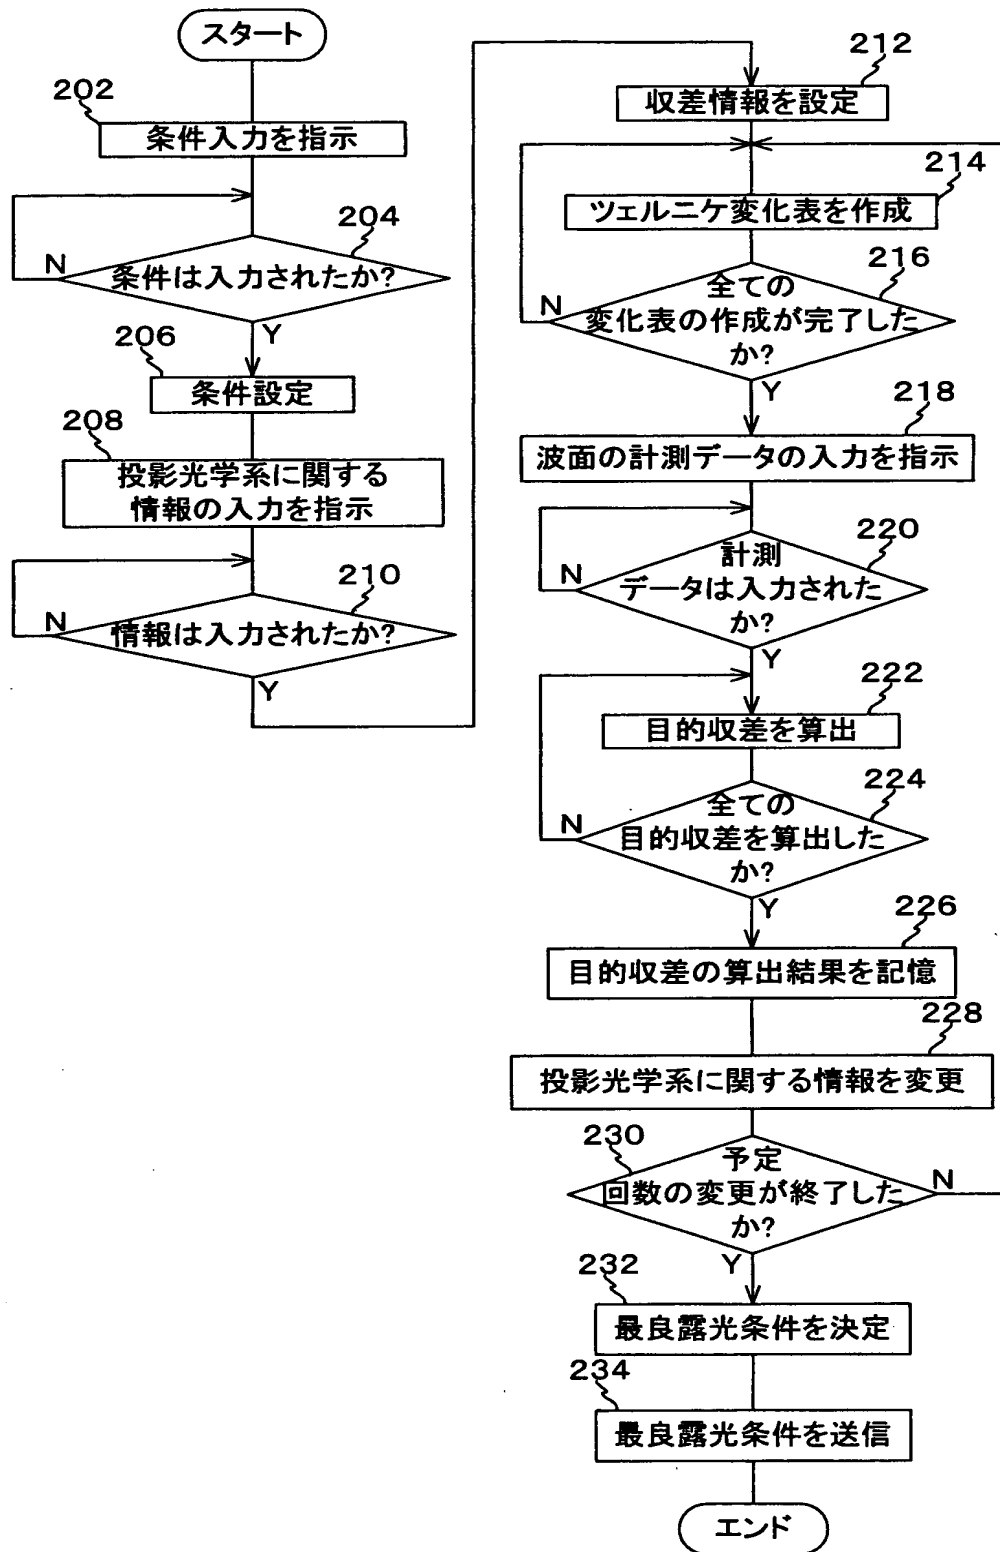 スタート
202
条件入力を指示
204
条件は入力されたか?
N
Y
206
条件設定
208
投影光学系に関する
情報の入力を指示
210
情報は入力されたか?
N
Y
212
収差情報を設定
214
ツェルニケ変化表を作成
216
全ての
変化表の作成が完了した
か?
N
Y
218
波面の計測データの入力を指示
220
計測
データは入力された
か?
N
Y
222
目的収差を算出
224
全ての
目的収差を算出した
か?
N
Y
226
目的収差の算出結果を記憶
228
投影光学系に関する情報を変更
230
予定
回数の変更が終了した
か?
N
Y
232
最良露光条件を決定
234
最良露光条件を送信
エンド